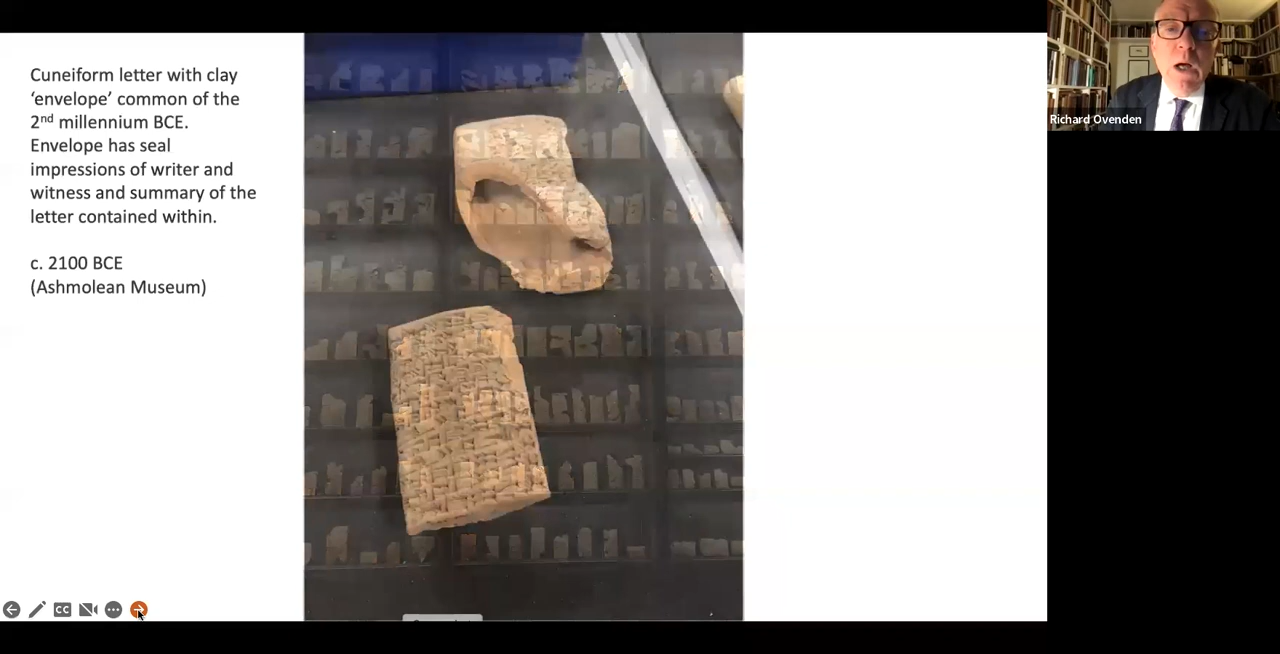 Cuneiform letter with clay
‘envelope’ common of the
2nd millennium BCE.
Envelope has seal
impressions of writer and
witness and summary of the
letter contained within.
c. 2100 BCE
(Ashmolean Museum)
Richard Ovenden
CC